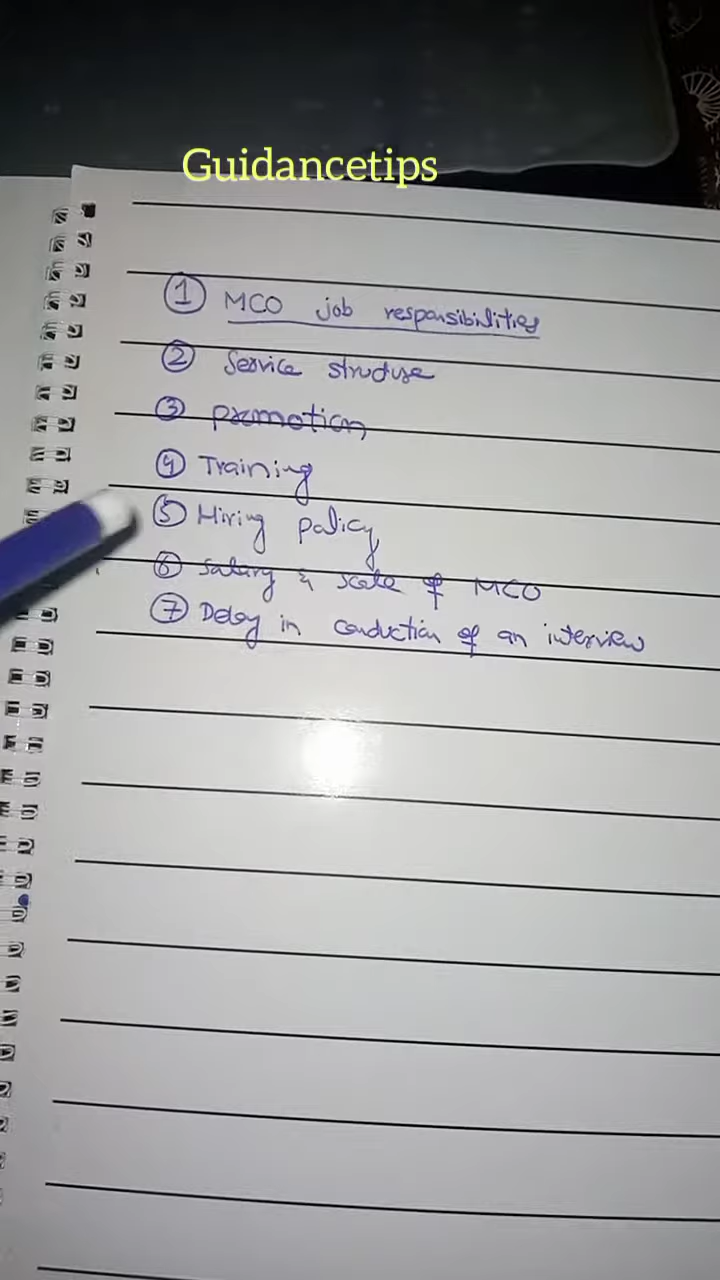 Guidancetips
① MCO job responsibilities
② Service structure
③ promotion
④ Training
⑤ Hiring policy
⑥ Salary & scale of MCO
⑦ Delay in conduction of an interview